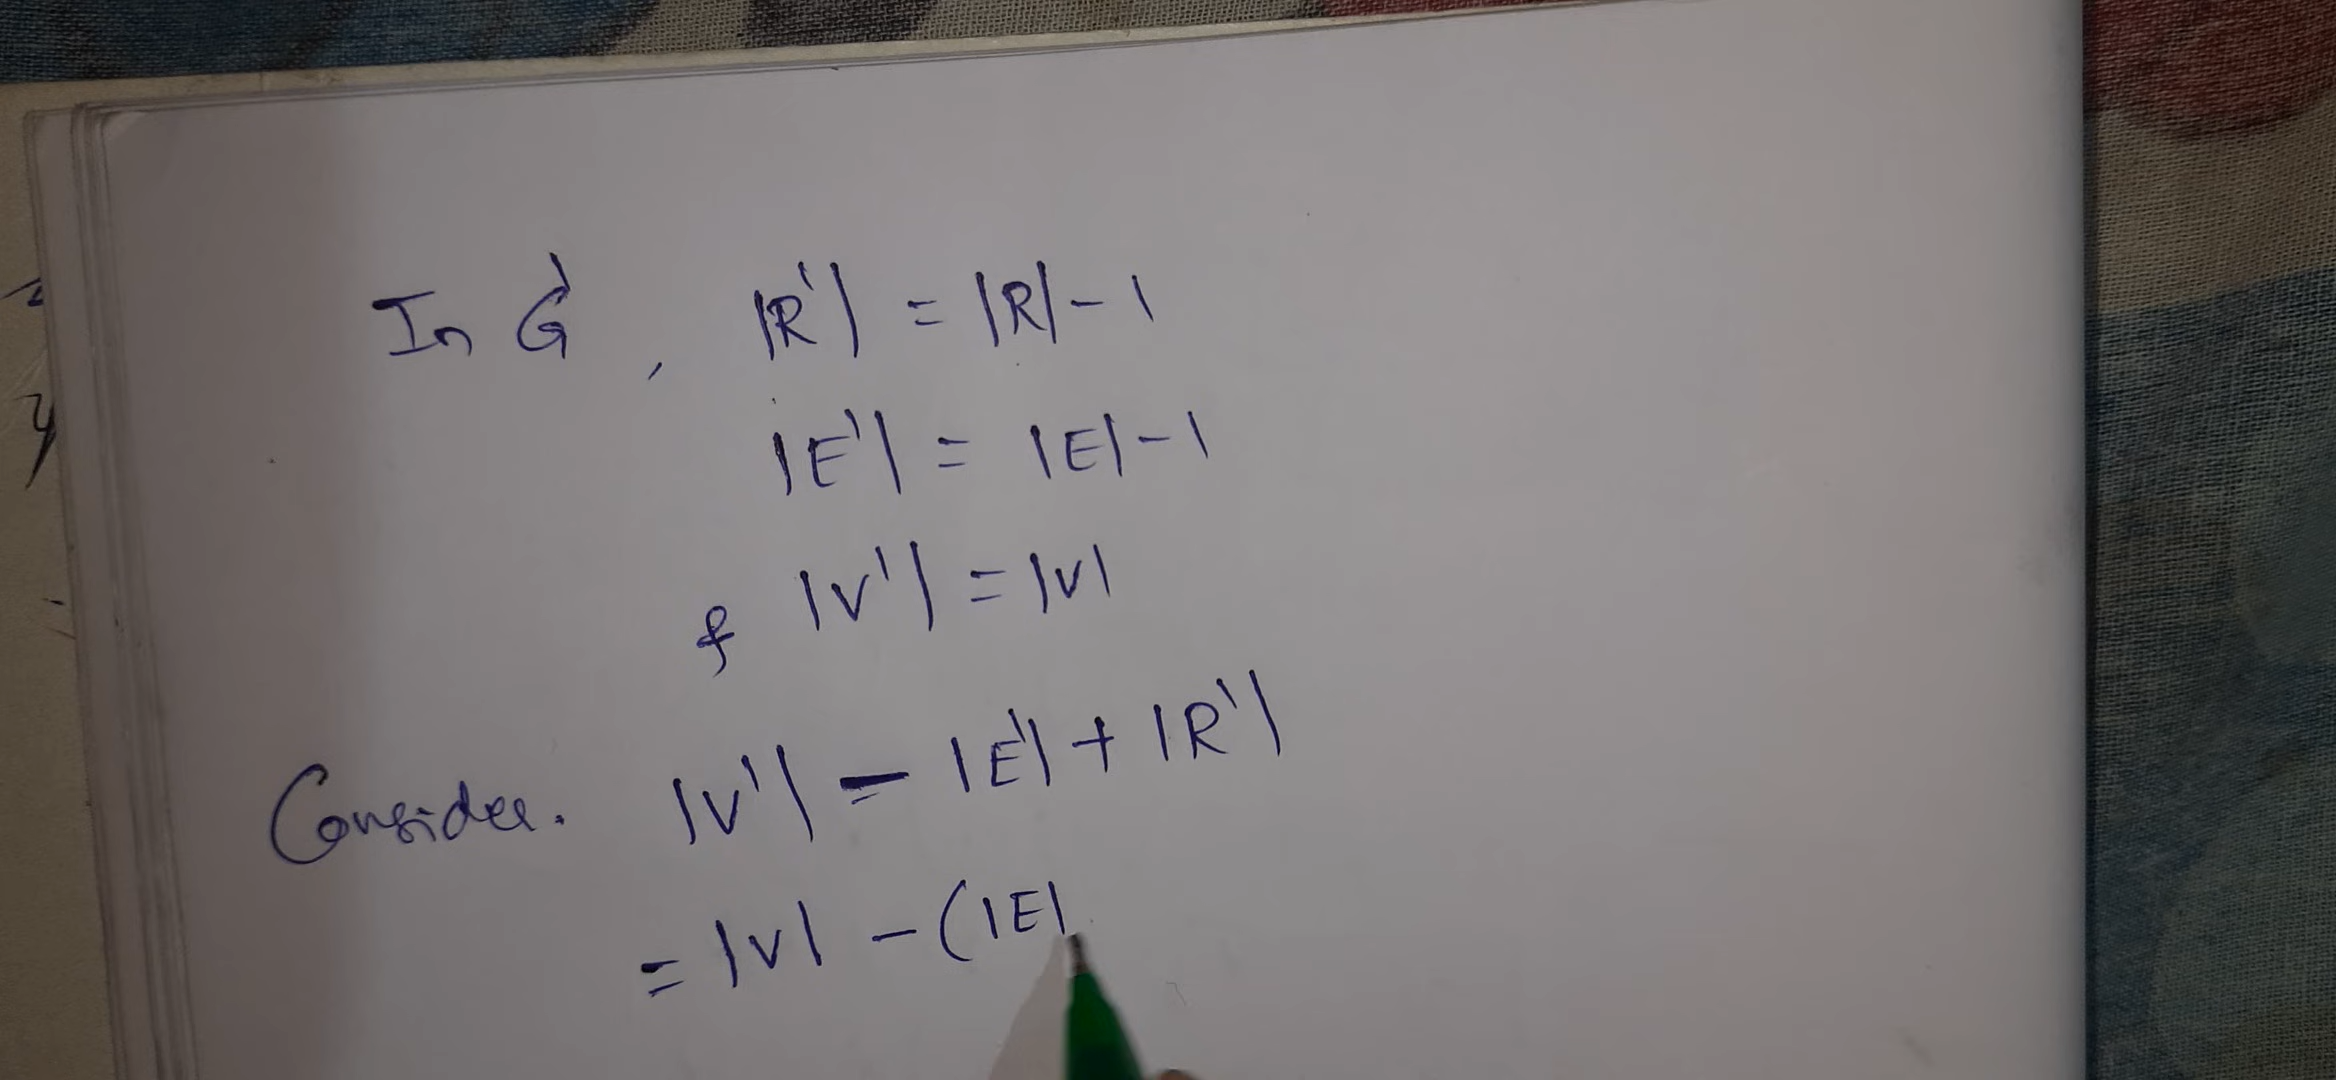 In G', |R'| = |R| - 1
|E'| = |E| - 1
& |V'| = |V|
Consider. |V'| - |E'| + |R'|
= |V| - (|E|